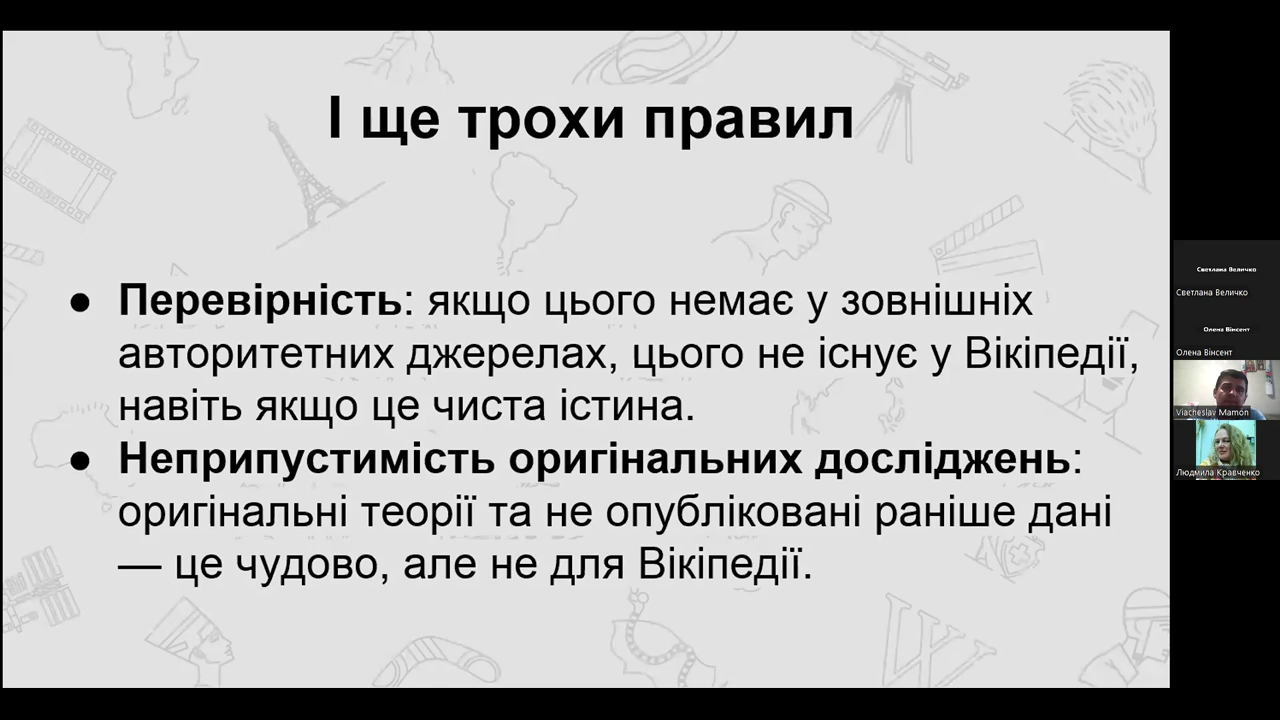 І ще трохи правил
● Перевірність: якщо цього немає у зовнішніх
авторитетних джерелах, цього не існує у Вікіпедії,
навіть якщо це чиста істина.
● Неприпустимість оригінальних досліджень:
оригінальні теорії та не опубліковані раніше дані
— це чудово, але не для Вікіпедії.
Светлана Величко
Светлана Величко
Олена Вінсент
Олена Вінсент
Viacheslav Mamon
Людмила Кравченко